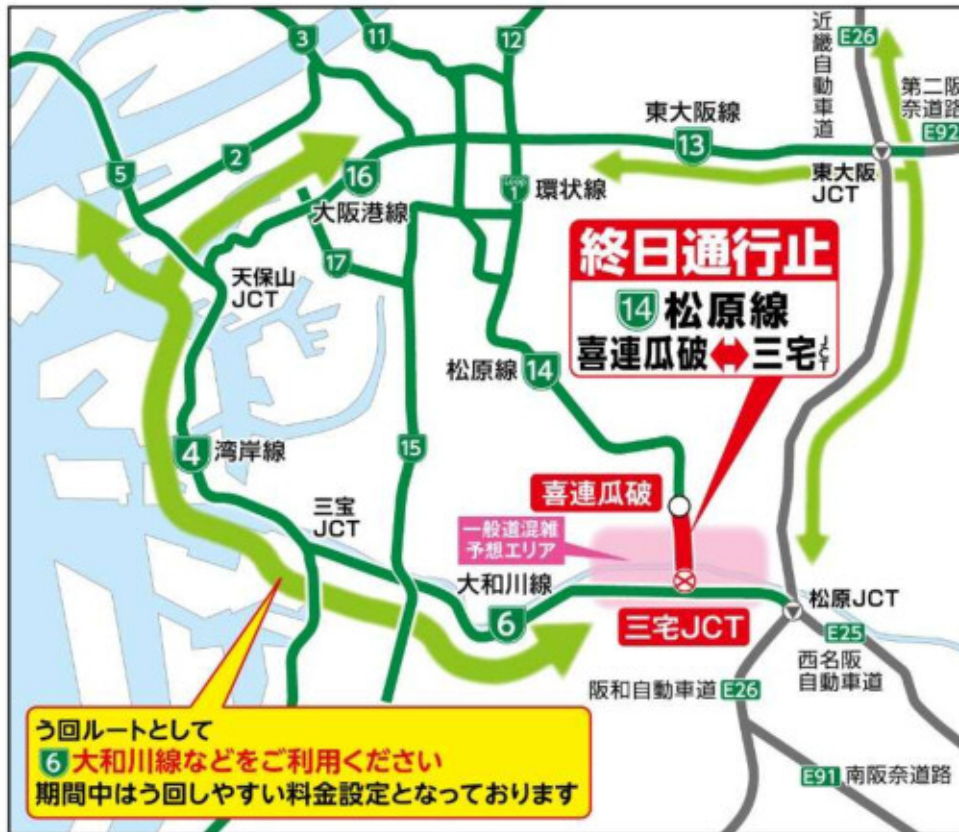 3
11
12
近畿自動車道
E26
第二阪
奈道路
E92
東大阪線
13
東大阪
JCT
5
2
16
大阪港線
LOOP
1
環状線
17
天保山
JCT
終日通行止
14 松原線
喜連瓜破⇔三宅JCT
松原線
14
4 湾岸線
15
三宝
JCT
喜連瓜破
一般道混雑
予想エリア
大和川線
6
三宅JCT
松原JCT
E25
西名阪
自動車道
阪和自動車道 E26
E91 南阪奈道路
う回ルートとして
6 大和川線などをご利用ください
期間中はう回しやすい料金設定となっております